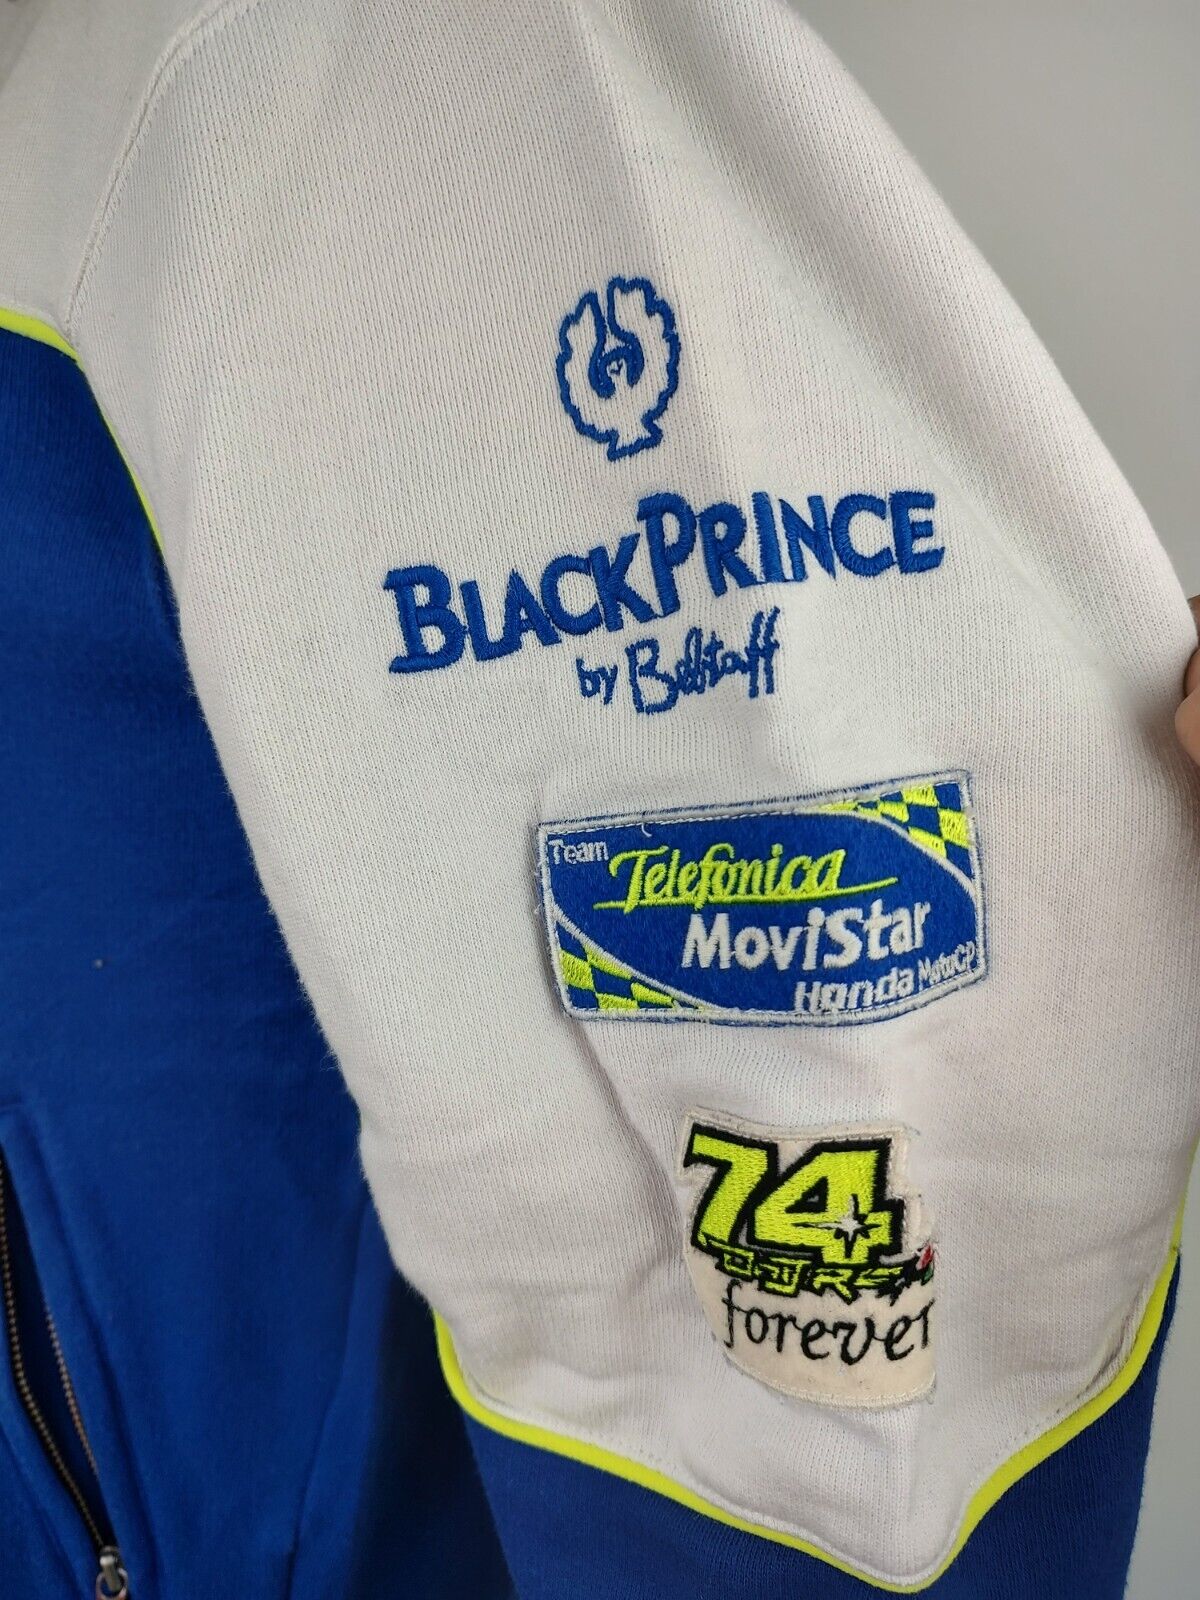 BLACKPRINCE
by Belstaff
Team
Telefonica
MoviStar
Honda MotoGP
74
forever